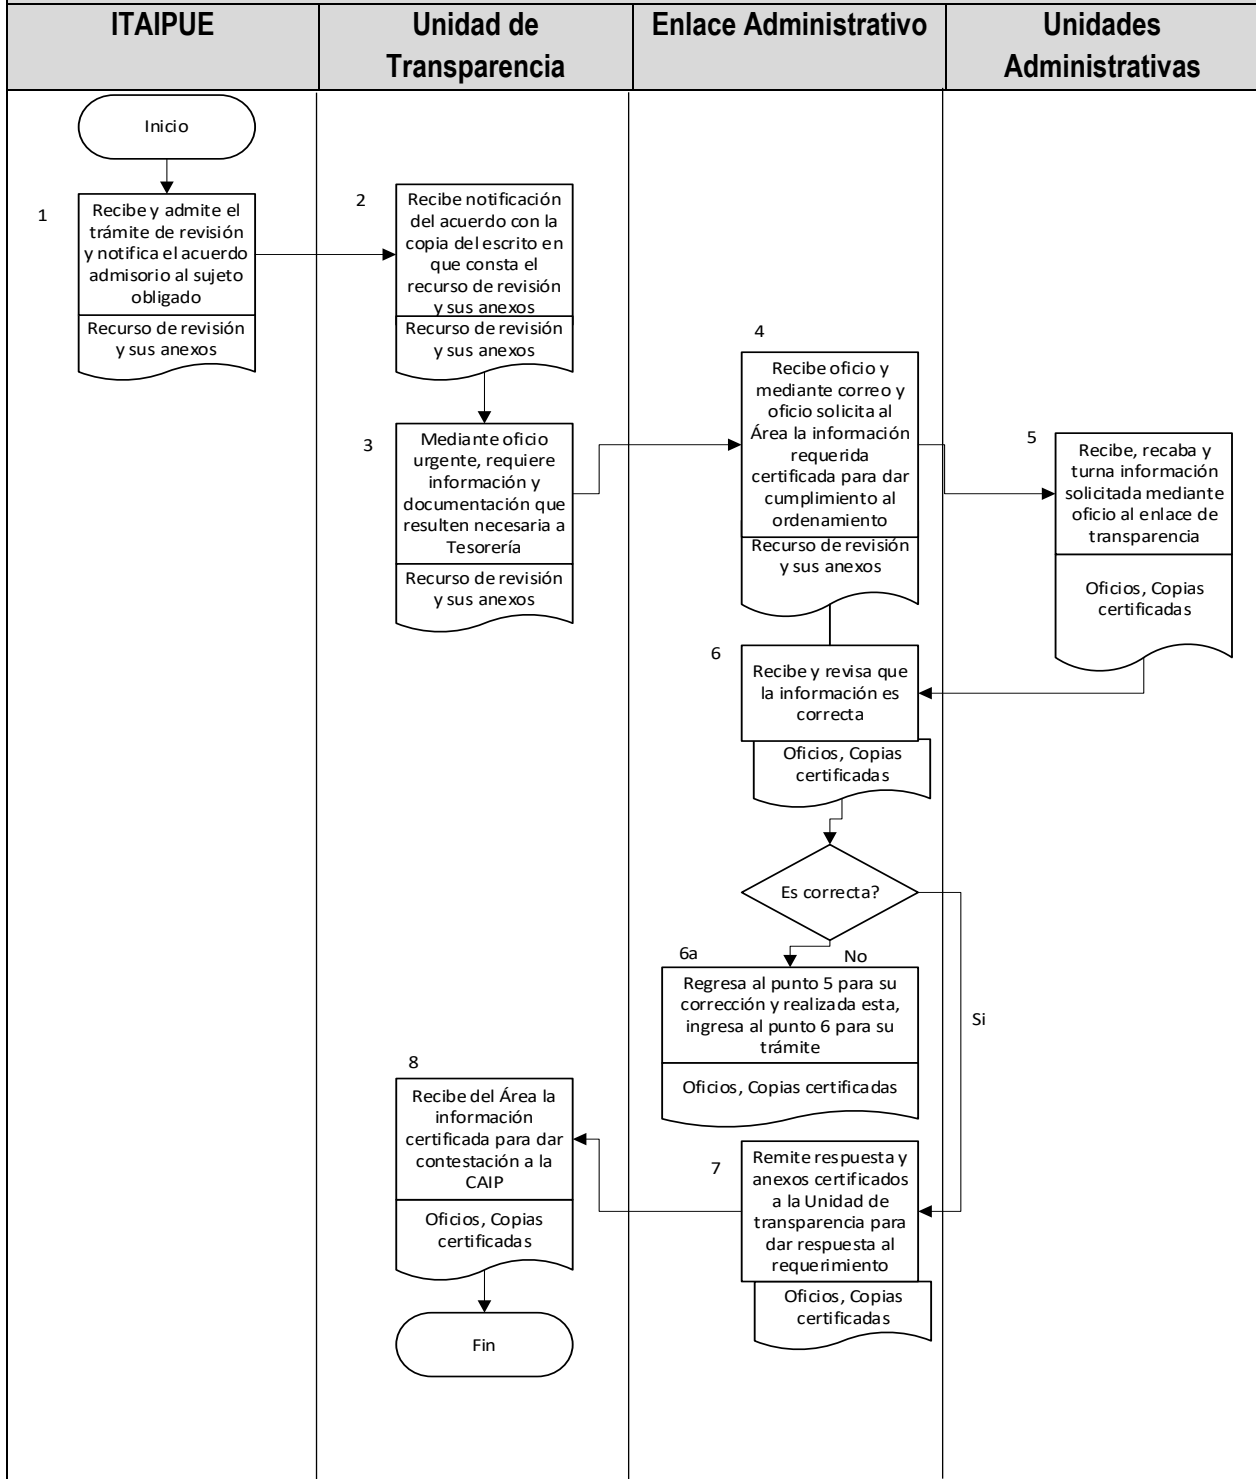 ITAIPUE
Unidad de
Transparencia
Enlace Administrativo
Unidades
Administrativas
Inicio
1
Recibe y admite el
trámite de revisión
y notifica el acuerdo
admisorio al sujeto
obligado
Recurso de revisión
y sus anexos
2
Recibe notificación
del acuerdo con la
copia del escrito en
que consta el
recurso de revisión
y sus anexos
Recurso de revisión
y sus anexos
3
Mediante oficio
urgente, requiere
información y
documentación que
resulten necesaria a
Tesorería
Recurso de revisión
y sus anexos
4
Recibe oficio y
mediante correo y
oficio solicita al
Área la información
requerida
certificada para dar
cumplimiento al
ordenamiento
Recurso de revisión
y sus anexos
5
Recibe, recaba y
turna información
solicitada mediante
oficio al enlace de
transparencia
Oficios, Copias
certificadas
6
Recibe y revisa que
la información es
correcta
Oficios, Copias
certificadas
Es correcta?
6a
No
Si
Regresa al punto 5 para su
corrección y realizada esta,
ingresa al punto 6 para su
trámite
Oficios, Copias certificadas
7
Remite respuesta y
anexos certificados
a la Unidad de
transparencia para
dar respuesta al
requerimiento
Oficios, Copias
certificadas
8
Recibe del Área la
información
certificada para dar
contestación a la
CAIP
Oficios, Copias
certificadas
Fin